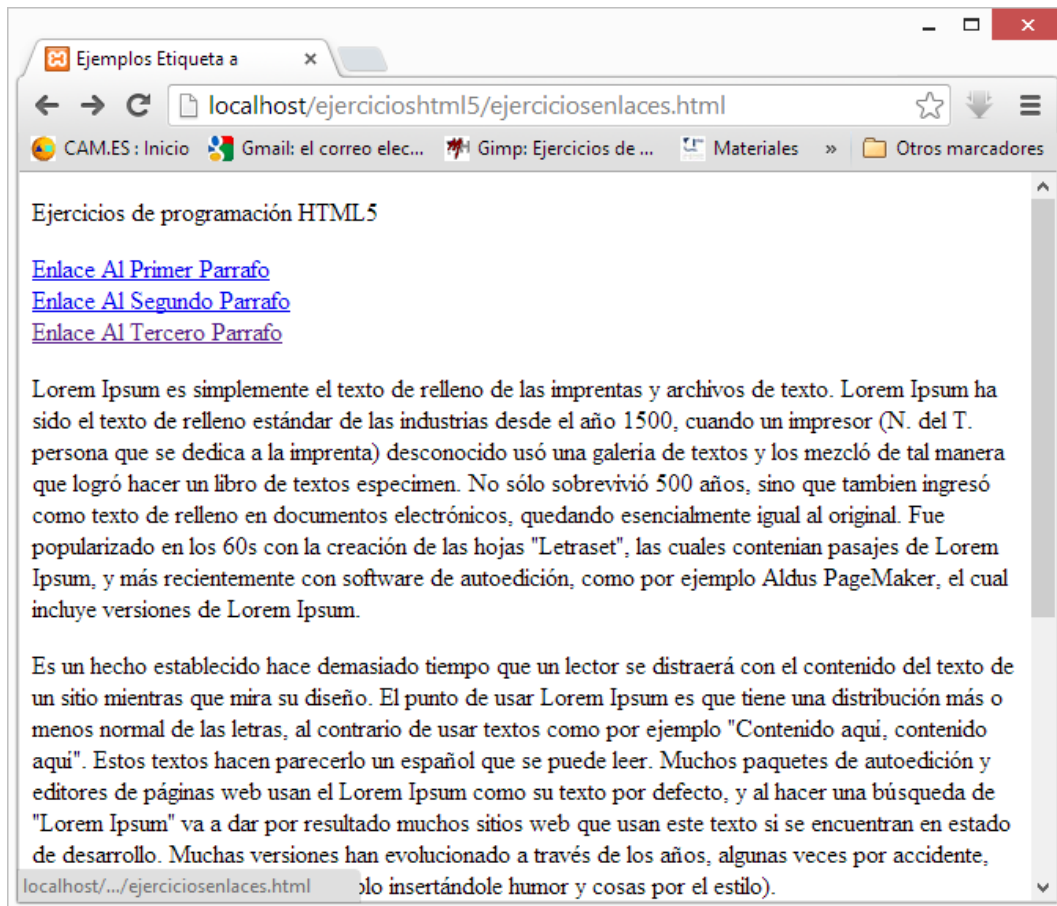 Ejemplos Etiqueta a
localhost/ejercicioshtml5/ejerciciosenlaces.html
CAM.ES : Inicio Gmail: el correo elec... Gimp: Ejercicios de ... Materiales » Otros marcadores
Ejercicios de programación HTML5
Enlace Al Primer Parrafo
Enlace Al Segundo Parrafo
Enlace Al Tercero Parrafo
Lorem Ipsum es simplemente el texto de relleno de las imprentas y archivos de texto. Lorem Ipsum ha
sido el texto de relleno estándar de las industrias desde el año 1500, cuando un impresor (N. del T.
persona que se dedica a la imprenta) desconocido usó una galería de textos y los mezcló de tal manera
que logró hacer un libro de textos especimen. No sólo sobrevivió 500 años, sino que tambien ingresó
como texto de relleno en documentos electrónicos, quedando esencialmente igual al original. Fue
popularizado en los 60s con la creación de las hojas "Letraset", las cuales contenian pasajes de Lorem
Ipsum, y más recientemente con software de autoedición, como por ejemplo Aldus PageMaker, el cual
incluye versiones de Lorem Ipsum.
Es un hecho establecido hace demasiado tiempo que un lector se distraerá con el contenido del texto de
un sitio mientras que mira su diseño. El punto de usar Lorem Ipsum es que tiene una distribución más o
menos normal de las letras, al contrario de usar textos como por ejemplo "Contenido aquí, contenido
aquí". Estos textos hacen parecerlo un español que se puede leer. Muchos paquetes de autoedición y
editores de páginas web usan el Lorem Ipsum como su texto por defecto, y al hacer una búsqueda de
"Lorem Ipsum" va a dar por resultado muchos sitios web que usan este texto si se encuentran en estado
de desarrollo. Muchas versiones han evolucionado a través de los años, algunas veces por accidente,
localhost/.../ejerciciosenlaces.html insertándole humor y cosas por el estilo).